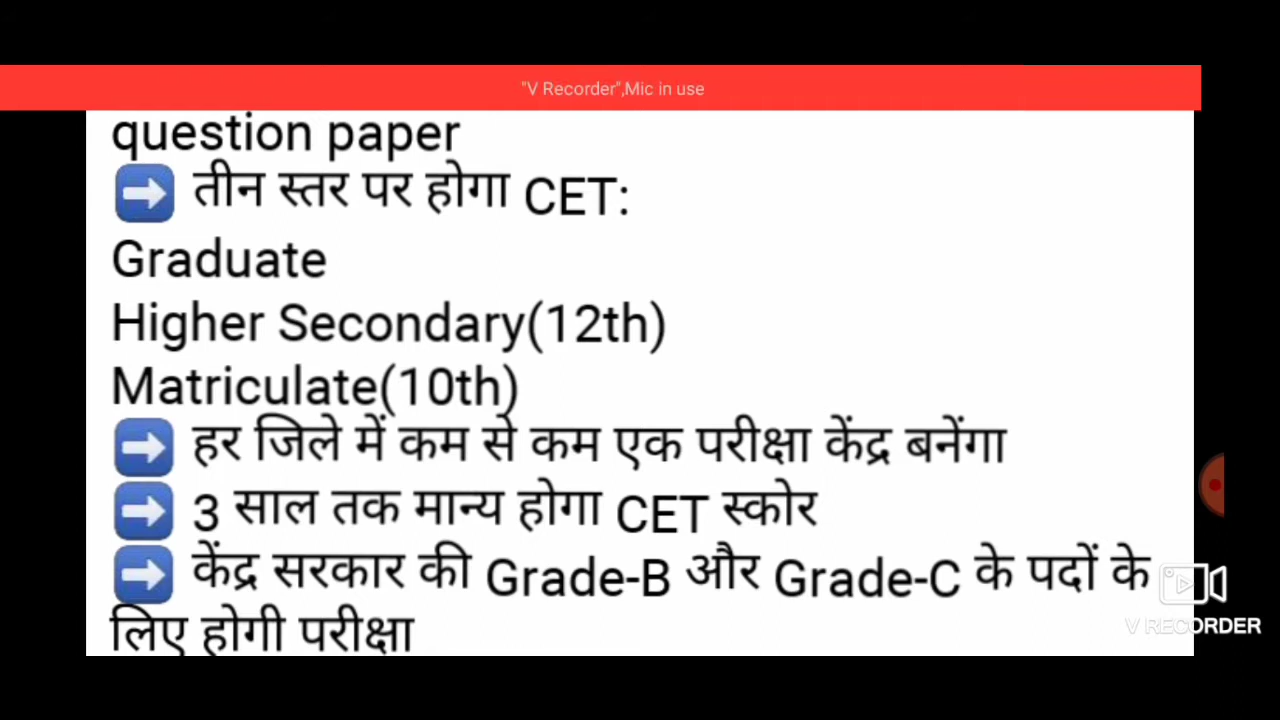 "V Recorder",Mic in use
question paper
➡ तीन स्तर पर होगा CET:
Graduate
Higher Secondary(12th)
Matriculate(10th)
➡ हर जिले में कम से कम एक परीक्षा केंद्र बनेंगा
➡ 3 साल तक मान्य होगा CET स्कोर
➡ केंद्र सरकार की Grade-B और Grade-C के पदों के
लिए होगी परीक्षा
V RECORDER